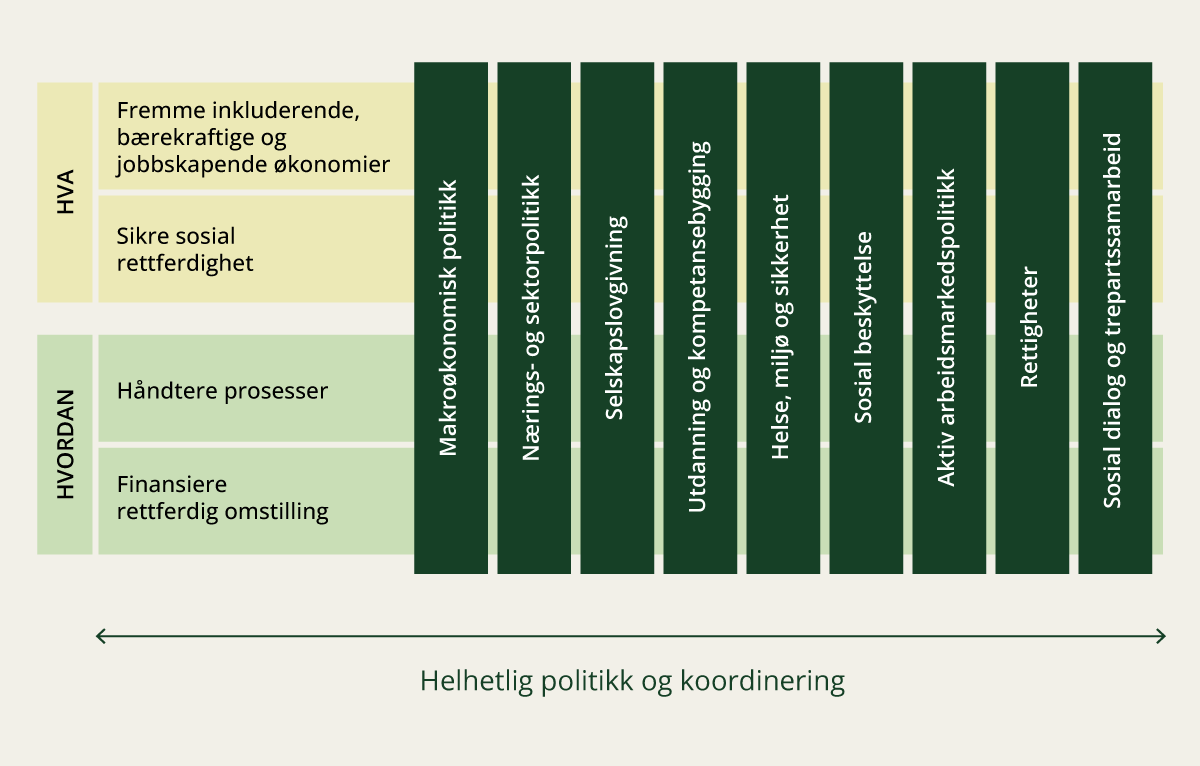 HVA
Fremme inkluderende,
bærekraftige og
jobbskapende økonomier
Sikre sosial
rettferdighet
HVORDAN
Håndtere prosesser
Finansiere
rettferdig omstilling
Makroøkonomisk politikk
Nærings- og sektorpolitikk
Selskapslovgivning
Utdanning og kompetansebygging
Helse, miljø og sikkerhet
Sosial beskyttelse
Aktiv arbeidsmarkedspolitikk
Rettigheter
Sosial dialog og trepartssamarbeid
Helhetlig politikk og koordinering